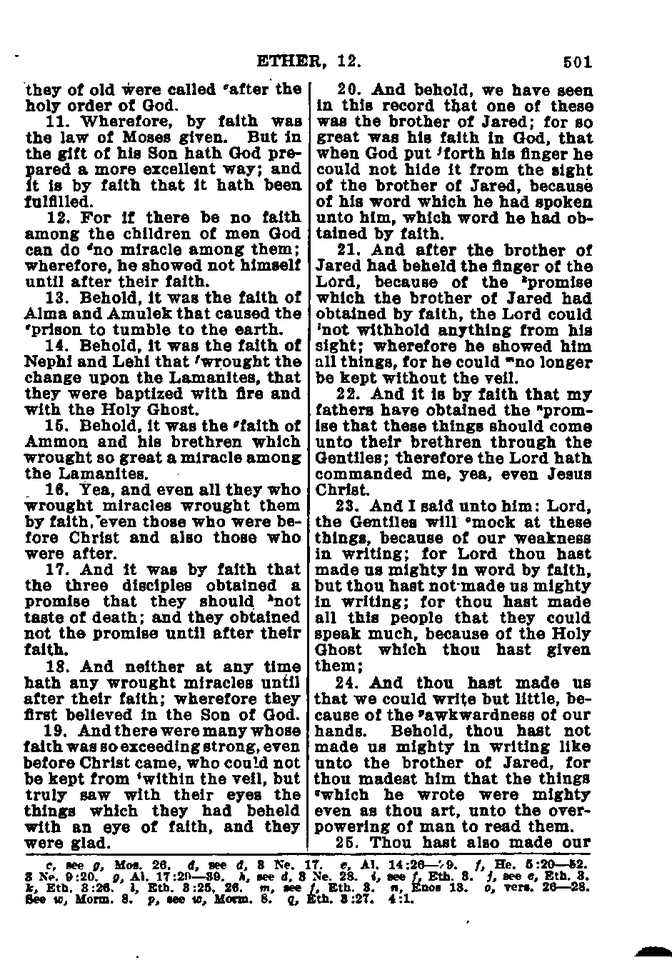 ETHER, 12. 501
they of old were called ᶜafter the
holy order of God.
11. Wherefore, by faith was
the law of Moses given. But in
the gift of his Son hath God pre-
pared a more excellent way; and
it is by faith that it hath been
fulfilled.
12. For if there be no faith
among the children of men God
can do ᵈno miracle among them;
wherefore, he showed not himself
until after their faith.
13. Behold, it was the faith of
Alma and Amulek that caused the
ᵉprison to tumble to the earth.
14. Behold, it was the faith of
Nephi and Lehi that ᶠwrought the
change upon the Lamanites, that
they were baptized with fire and
with the Holy Ghost.
15. Behold, it was the ᵍfaith of
Ammon and his brethren which
wrought so great a miracle among
the Lamanites.
16. Yea, and even all they who
wrought miracles wrought them
by faith, even those who were be-
fore Christ and also those who
were after.
17. And it was by faith that
the three disciples obtained a
promise that they should ʰnot
taste of death; and they obtained
not the promise until after their
faith.
18. And neither at any time
hath any wrought miracles until
after their faith; wherefore they
first believed in the Son of God.
19. And there were many whose
faith was so exceeding strong, even
before Christ came, who could not
be kept from ⁱwithin the veil, but
truly saw with their eyes the
things which they had beheld
with an eye of faith, and they
were glad.
20. And behold, we have seen
in this record that one of these
was the brother of Jared; for so
great was his faith in God, that
when God put ʲforth his finger he
could not hide it from the sight
of the brother of Jared, because
of his word which he had spoken
unto him, which word he had ob-
tained by faith.
21. And after the brother of
Jared had beheld the finger of the
Lord, because of the ᵏpromise
which the brother of Jared had
obtained by faith, the Lord could
ˡnot withhold anything from his
sight; wherefore he showed him
all things, for he could ᵐno longer
be kept without the veil.
22. And it is by faith that my
fathers have obtained the ⁿprom-
ise that these things should come
unto their brethren through the
Gentiles; therefore the Lord hath
commanded me, yea, even Jesus
Christ.
23. And I said unto him: Lord,
the Gentiles will ᵒmock at these
things, because of our weakness
in writing; for Lord thou hast
made us mighty in word by faith,
but thou hast not made us mighty
in writing; for thou hast made
all this people that they could
speak much, because of the Holy
Ghost which thou hast given
them;
24. And thou hast made us
that we could write but little, be-
cause of the ᵖawkwardness of our
hands. Behold, thou hast not
made us mighty in writing like
unto the brother of Jared, for
thou madest him that the things
which he wrote were mighty
even as thou art, unto the over-
powering of man to read them.
25. Thou hast also made our
c, see g, Mos. 26. d, see d, 3 Ne. 17. e, Al. 14:26—29. f, He. 5:20—52.
3 Ne. 9:20. g, Al. 17:29—39. h, see d, 3 Ne. 28. i, see f, Eth. 3. j, see e, Eth. 3.
k, Eth. 3:26. l, Eth. 3:25, 26. m, see f, Eth. 3. n, Enos 13. o, vers. 26—28.
See w, Morm. 8. p, see w, Morm. 8. q, Eth. 3:27. 4:1.